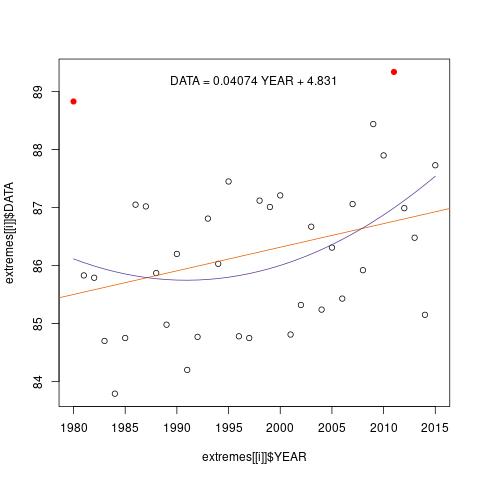 DATA = 0.04074 YEAR + 4.831
89
88
87
86
85
84
extremes[[i]]$DATA
1980 1985 1990 1995 2000 2005 2010 2015
extremes[[i]]$YEAR